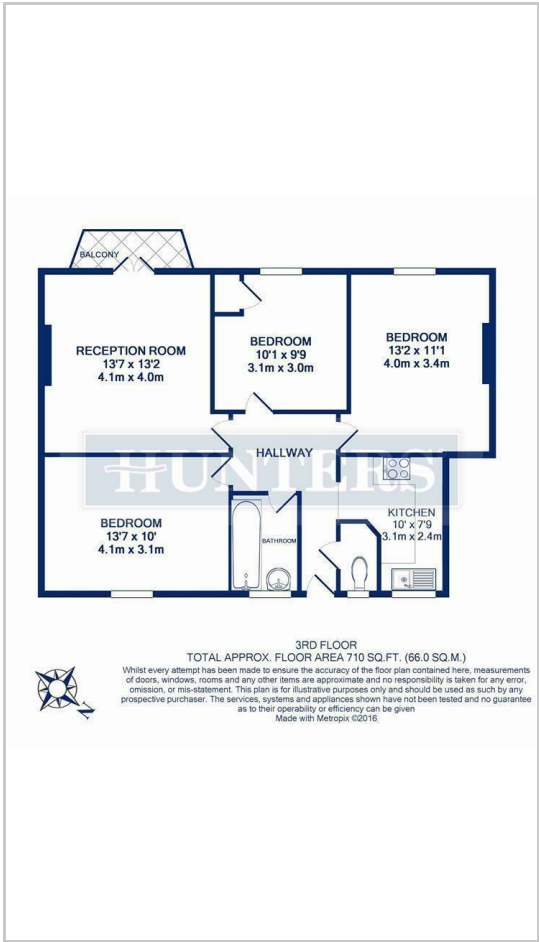 BALCONY
RECEPTION ROOM
13'7 x 13'2
4.1m x 4.0m
BEDROOM
10'1 x 9'9
3.1m x 3.0m
BEDROOM
13'2 x 11'1
4.0m x 3.4m
HALLWAY
HUNTERS
BEDROOM
13'7 x 10'
4.1m x 3.1m
BATHROOM
KITCHEN
10' x 7'9
3.1m x 2.4m
3RD FLOOR
TOTAL APPROX. FLOOR AREA 710 SQ.FT. (66.0 SQ.M.)
Whilst every attempt has been made to ensure the accuracy of the floor plan contained here, measurements
of doors, windows, rooms and any other items are approximate and no responsibility is taken for any error,
omission, or mis-statement. This plan is for illustrative purposes only and should be used as such by any
prospective purchaser. The services, systems and appliances shown have not been tested and no guarantee
as to their operability or efficiency can be given
Made with Metropix ©2016
N